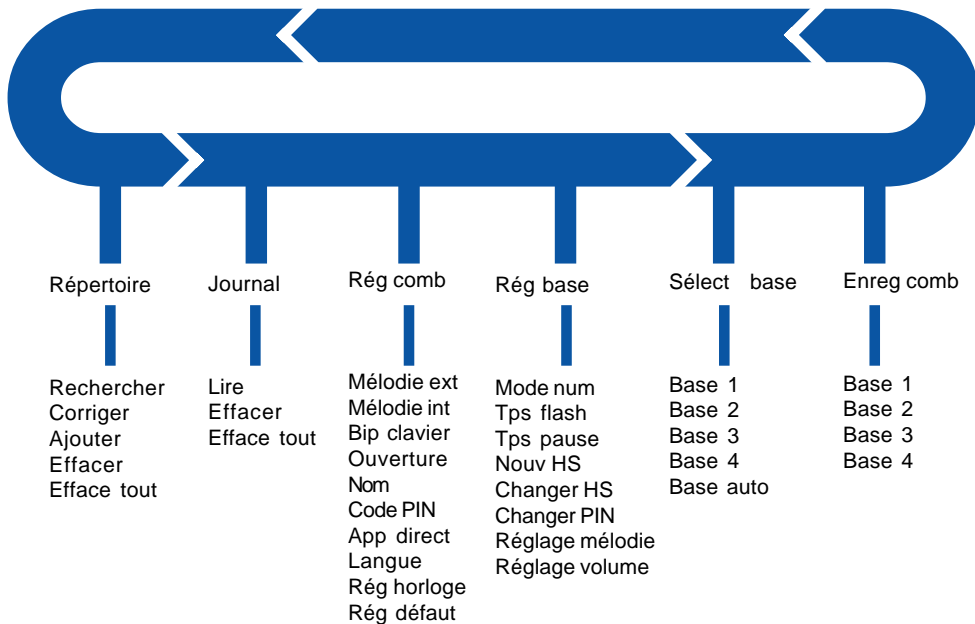 Répertoire
Journal
Rég comb
Rég base
Sélect base
Enreg comb
Rechercher
Corriger
Ajouter
Effacer
Efface tout
Lire
Effacer
Efface tout
Mélodie ext
Mélodie int
Bip clavier
Ouverture
Nom
Code PIN
App direct
Langue
Rég horloge
Rég défaut
Mode num
Tps flash
Tps pause
Nouv HS
Changer HS
Changer PIN
Réglage mélodie
Réglage volume
Base 1
Base 2
Base 3
Base 4
Base auto
Base 1
Base 2
Base 3
Base 4